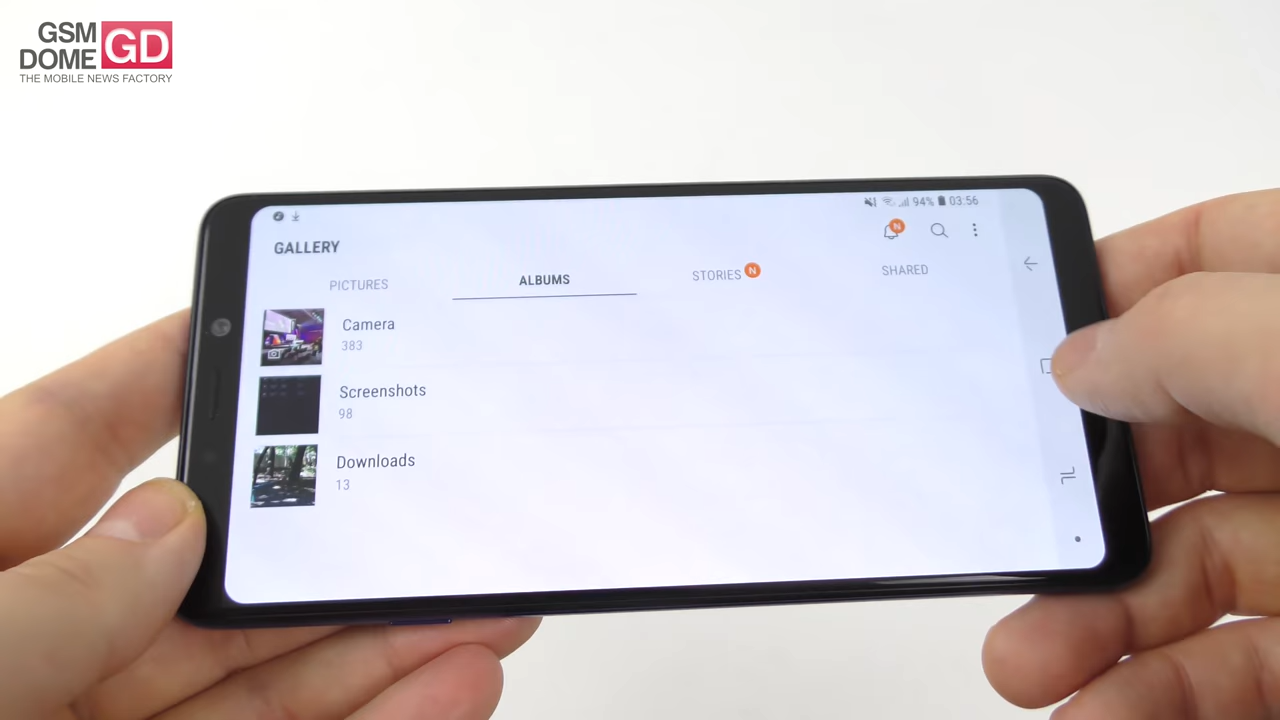 GSM
DOME
GD
THE MOBILE NEWS FACTORY
94% 03:56
GALLERY
N
PICTURES
ALBUMS
STORIES N
SHARED
Camera
383
Screenshots
98
Downloads
13